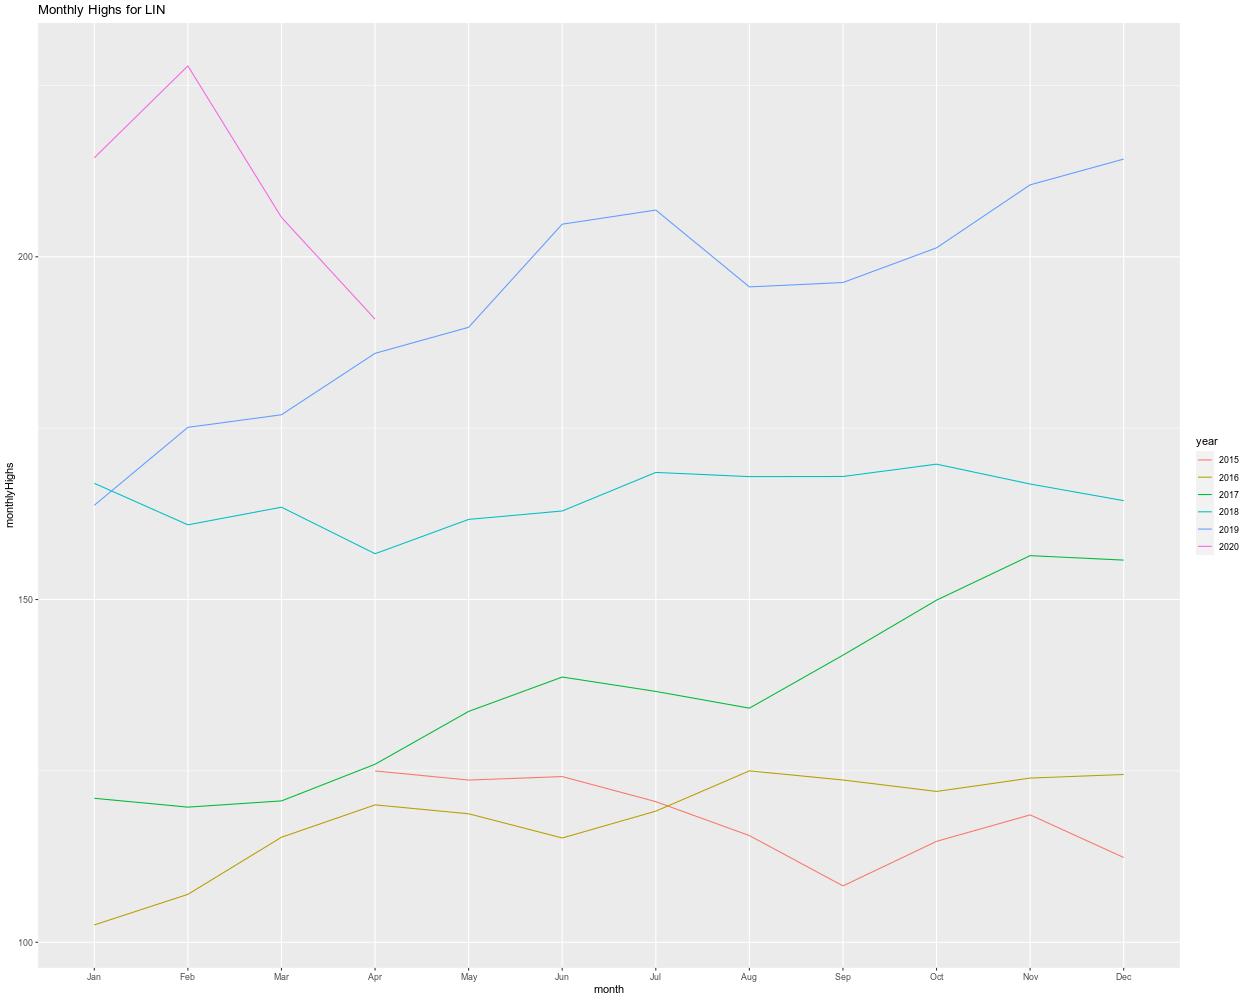 Monthly Highs for LIN
monthlyHighs
200
150
100
Jan Feb Mar Apr May Jun Jul Aug Sep Oct Nov Dec
month
year
2015
2016
2017
2018
2019
2020